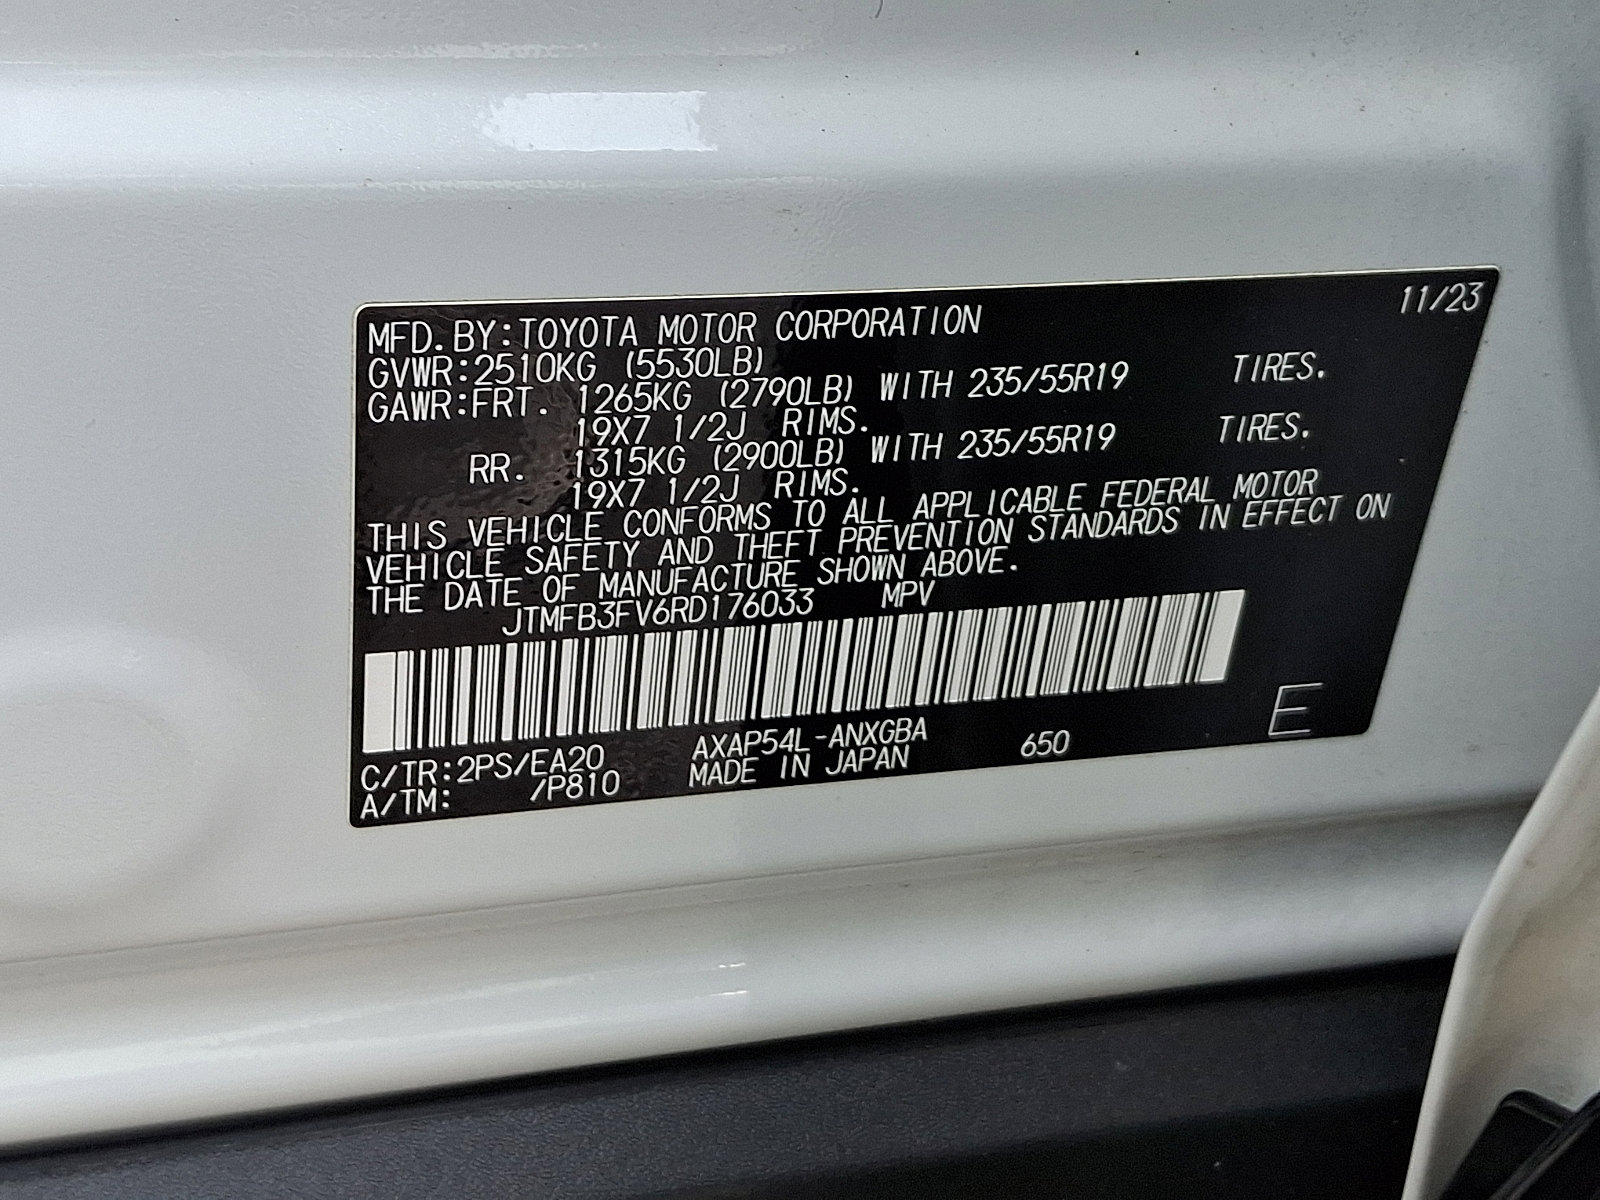 11/23
MFD. BY:TOYOTA MOTOR CORPORATION
GVWR:2510KG (5530LB)
GAWR:FRT. 1265KG (2790LB) WITH 235/55R19 TIRES.
19X7 1/2J RIMS.
RR. 1315KG (2900LB) WITH 235/55R19 TIRES.
19X7 1/2J RIMS.
THIS VEHICLE CONFORMS TO ALL APPLICABLE FEDERAL MOTOR
VEHICLE SAFETY AND THEFT PREVENTION STANDARDS IN EFFECT ON
THE DATE OF MANUFACTURE SHOWN ABOVE.
JTMFB3FV6RD176033 MPV
C/TR:2PS/EA20 AXAP54L-ANXGBA 650 E
A/TM: /P810 MADE IN JAPAN